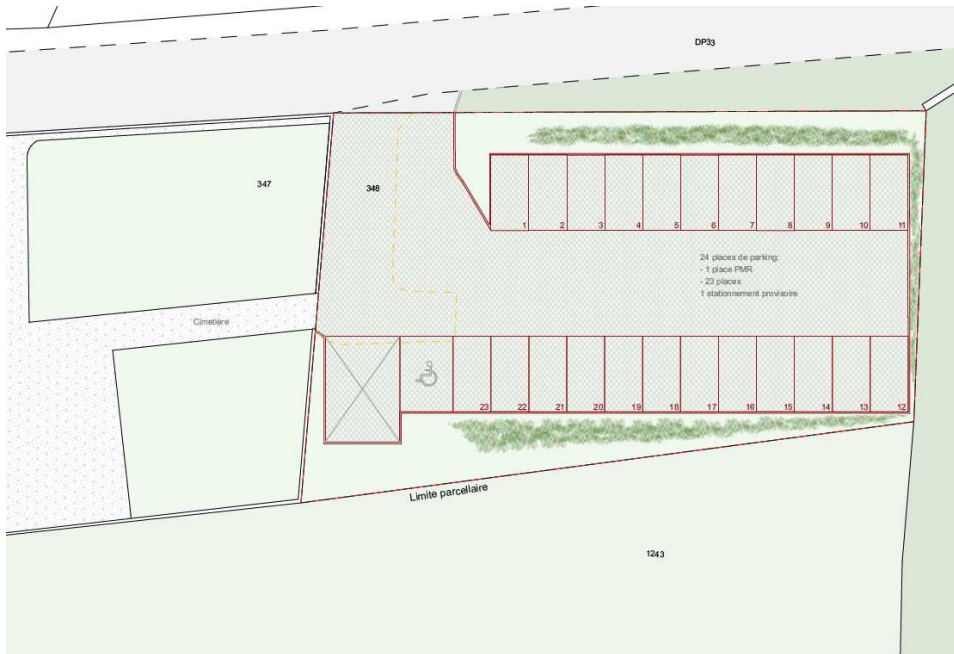 DP33
347
348
1 2 3 4 5 6 7 8 9 10 11
24 places de parking:
- 1 place PMR
- 23 places
1 stationnement provisoire
Cimetière
23 22 21 20 19 18 17 16 15 14 13 12
Limite parcellaire
1243